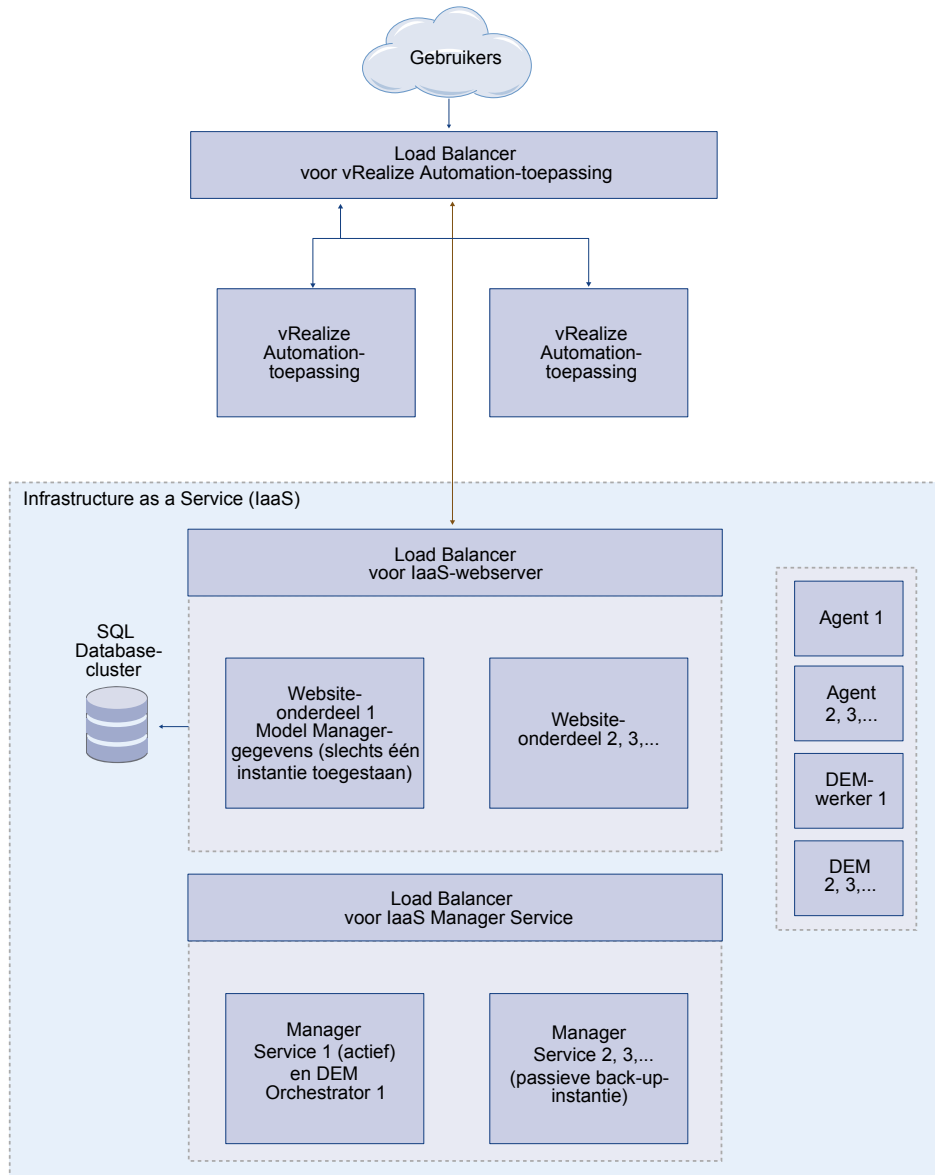 Gebruikers
Load Balancer
voor vRealize Automation-toepassing
vRealize
Automation-
toepassing
vRealize
Automation-
toepassing
Infrastructure as a Service (IaaS)
Load Balancer
voor IaaS-webserver
SQL
Database-
cluster
Website-
onderdeel 1
Model Manager-
gegevens (slechts één
instantie toegestaan)
Website-
onderdeel 2, 3,...
Agent 1
Agent
2, 3,...
DEM-
werker 1
DEM
2, 3,...
Load Balancer
voor IaaS Manager Service
Manager
Service 1 (actief)
en DEM
Orchestrator 1
Manager
Service 2, 3,...
(passieve back-up-
instantie)